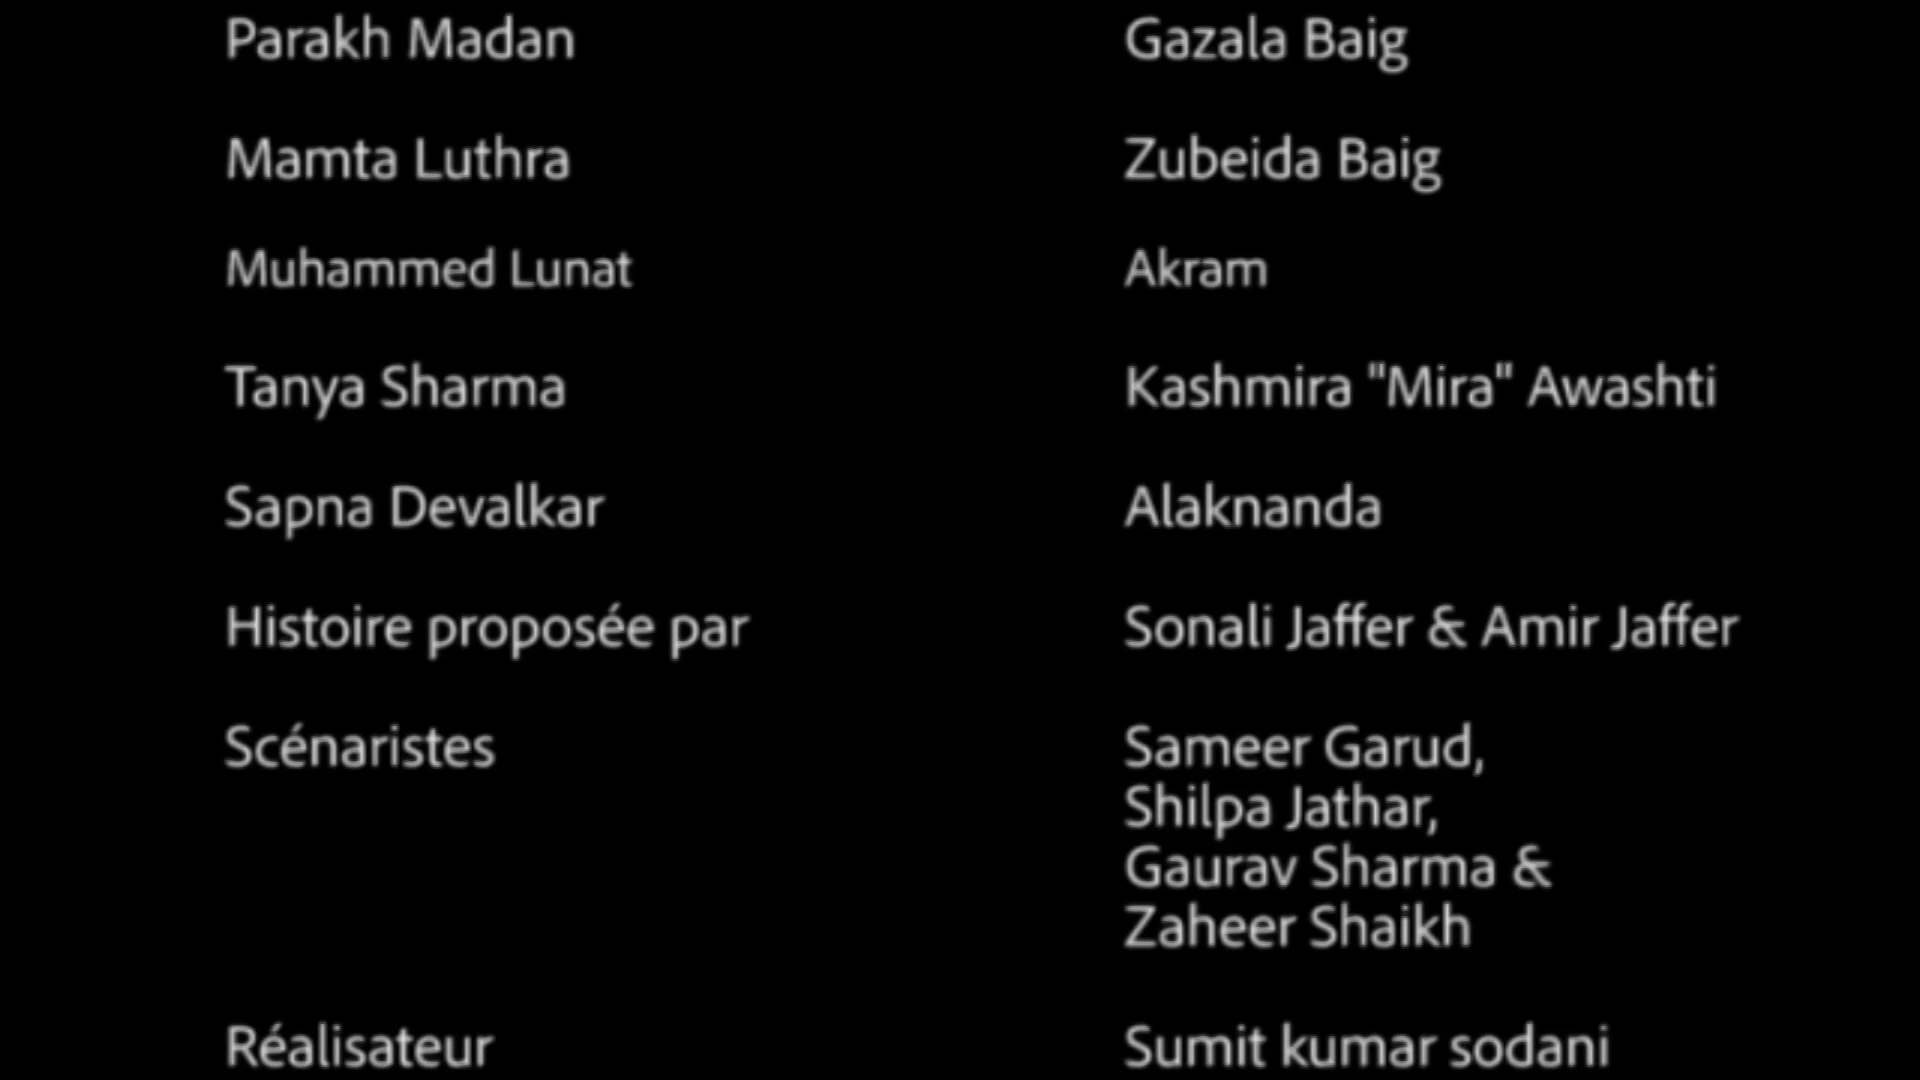 Parakh Madan Gazala Baig
Mamta Luthra Zubeida Baig
Muhammed Lunat Akram
Tanya Sharma Kashmira "Mira" Awashti
Sapna Devalkar Alaknanda
Histoire proposée par Sonali Jaffer & Amir Jaffer
Scénaristes Sameer Garud,
Shilpa Jathar,
Gaurav Sharma &
Zaheer Shaikh
Réalisateur Sumit kumar sodani